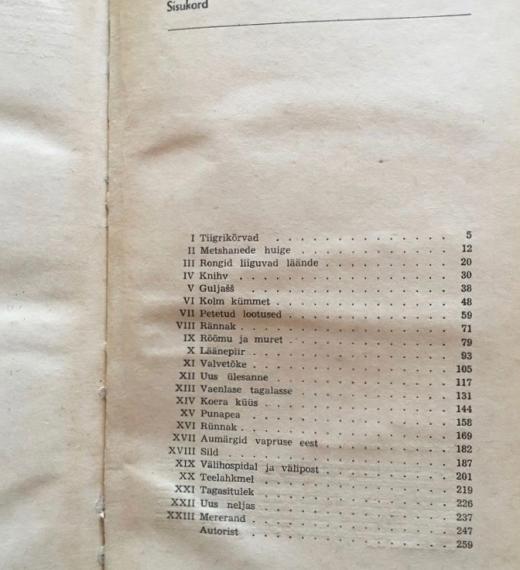 Sisukord
I Tiigrikõrvad . . . . . . . . . . . . 5
II Metshanede huige . . . . . . . . . . 12
III Rongid liiguvad läände . . . . . . . . 20
IV Knihv . . . . . . . . . . . . . . 30
V Guljašš . . . . . . . . . . . . . . 38
VI Kolm kümmet . . . . . . . . . . . . 48
VII Petetud lootused . . . . . . . . . . . 59
VIII Rännak . . . . . . . . . . . . . . 71
IX Rõõmu ja muret . . . . . . . . . . . 79
X Läänepiir . . . . . . . . . . . . . 93
XI Valvetõke . . . . . . . . . . . . . 105
XII Uus ülesanne . . . . . . . . . . . . 117
XIII Vaenlase tagalasse . . . . . . . . . . 131
XIV Koera küüs . . . . . . . . . . . . 144
XV Punapea . . . . . . . . . . . . . 158
XVI Rünnak . . . . . . . . . . . . . . 169
XVII Aumärgid vapruse eest . . . . . . . . . 182
XVIII Sild . . . . . . . . . . . . . . . 187
XIX Välihospidal ja välipost . . . . . . . . 201
XX Teelahkmel . . . . . . . . . . . . . 219
XXI Tagasitulek . . . . . . . . . . . . . 226
XXII Uus neljas . . . . . . . . . . . . . 237
XXIII Mererand . . . . . . . . . . . . . 247
Autorist . . . . . . . . . . . . . . 259